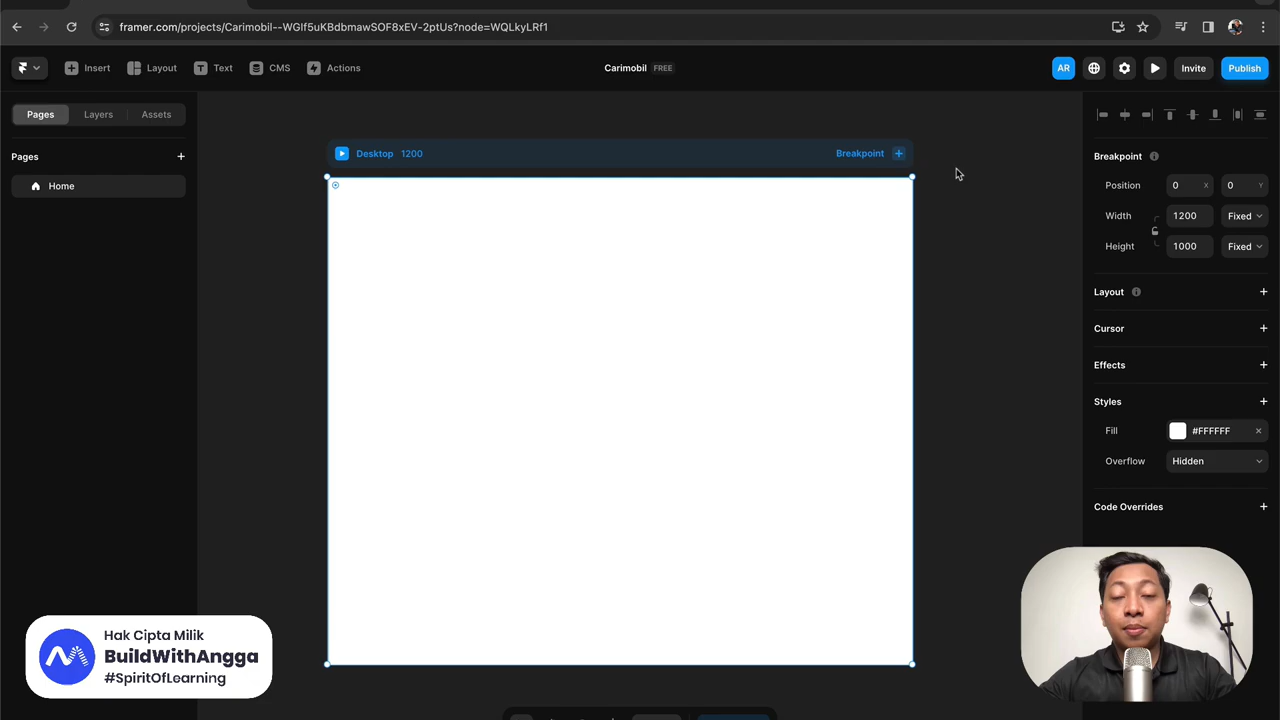 framer.com/projects/Carimobil--WGlf5uKBdbmawSOF8xEV-2ptUs?node=WQLkyLRf1
Insert
Layout
Text
CMS
Actions
Carimobil
FREE
AR
Invite
Publish
Pages
Layers
Assets
Pages
Home
Desktop 1200
Breakpoint
Breakpoint
Position
0 X
0 Y
Width
1200
Fixed
Height
1000
Fixed
Layout
Cursor
Effects
Styles
Fill
#FFFFFF
Overflow
Hidden
Code Overrides
Hak Cipta Milik
BuildWithAngga
#SpiritOfLearning